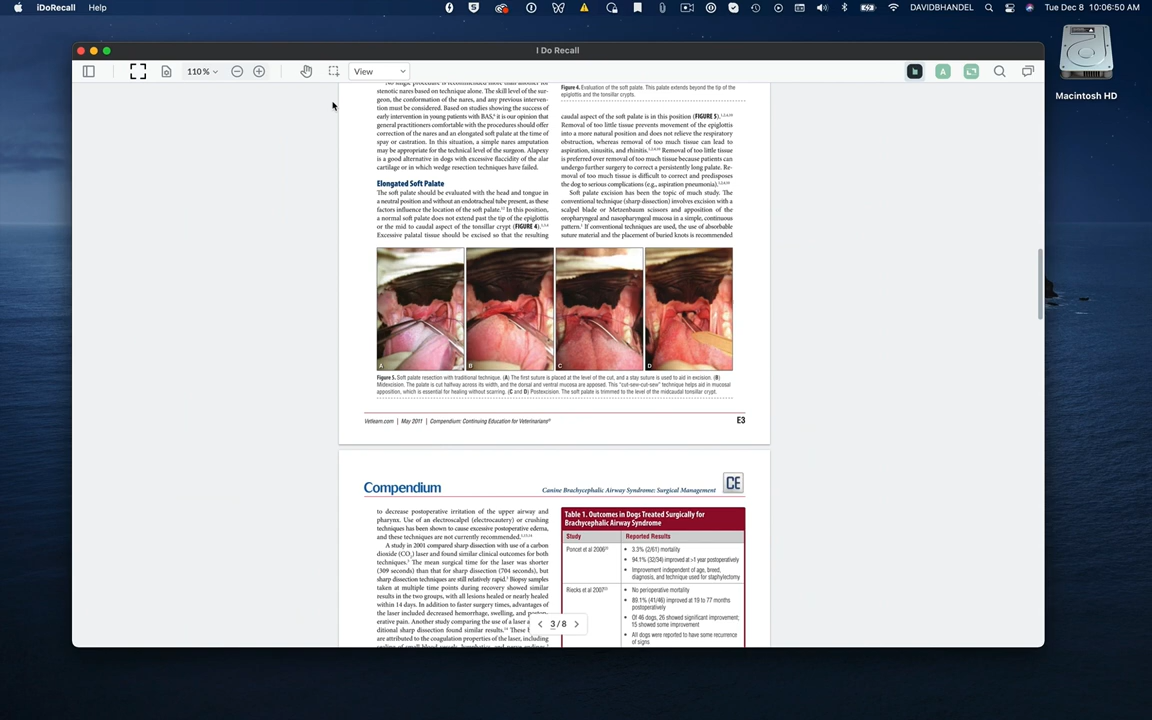 iDoRecall Help DAVIDBHANDEL Tue Dec 8 10:06:50 AM
I Do Recall
110% View
Macintosh HD
stenotic nares based on technique alone. The skill level of the sur-
geon, the conformation of the nares, and any previous interven-
tion must be considered. Based on studies showing the success of
early intervention in young patients with BAS, it is our opinion that
general practitioners comfortable with the procedures should offer
correction of the nares and an elongated soft palate at the time of
spay or castration. In this situation, a simple nares amputation
may be appropriate for the technical level of the surgeon. Alapexy
is a good alternative in dogs with excessive flaccidity of the alar
cartilage or in which wedge resection techniques have failed.
Elongated Soft Palate
The soft palate should be evaluated with the head and tongue in
a neutral position and without an endotracheal tube present, as these
factors influence the location of the soft palate. In this position,
a normal soft palate does not extend past the tip of the epiglottis
or the mid to caudal aspect of the tonsillar crypt (FIGURE 4).
Excessive palatal tissue should be excised so that the resulting
Figure 4. Evaluation of the soft palate. This palate extends beyond the tip of the
epiglottis and the tonsillar crypts.
caudal aspect of the soft palate is in this position (FIGURE 5).
Removal of too little tissue prevents movement of the epiglottis
into a more natural position and does not relieve the respiratory
obstruction, whereas removal of too much tissue can lead to
aspiration, sinusitis, and rhinitis. Removal of too little tissue
is preferred over removal of too much tissue because patients can
undergo further surgery to correct a persistently long palate. Re-
moval of too much tissue is difficult to correct and predisposes
the dog to serious complications (e.g., aspiration pneumonia).
Soft palate excision has been the topic of much study. The
conventional technique (sharp dissection) involves excision with a
scalpel blade or Metzenbaum scissors and apposition of the
oropharyngeal and nasopharyngeal mucosa in a simple, continuous
pattern. If conventional techniques are used, the use of absorbable
suture material and the placement of buried knots is recommended
A B C D
Figure 5. Soft palate resection with traditional technique. (A) The first suture is placed at the level of the cut, and a stay suture is used to aid in excision. (B)
Midexcision. The palate is cut halfway across its width, and the dorsal and ventral mucosa are apposed. This "cut-sew-cut-sew" technique helps aid in mucosal
apposition, which is essential for healing without scarring. (C and D) Postexcision. The soft palate is trimmed to the level of the midcaudal tonsillar crypt.
Vetlearn.com | May 2011 | Compendium: Continuing Education for Veterinarians® E3
Compendium Canine Brachycephalic Airway Syndrome: Surgical Management CE
to decrease postoperative irritation of the upper airway and
pharynx. Use of an electroscalpel (electrocautery) or crushing
techniques has been shown to cause excessive postoperative edema,
and these techniques are not currently recommended.
A study in 2001 compared sharp dissection with use of a carbon
dioxide (CO2) laser and found similar clinical outcomes for both
techniques. The mean surgical time for the laser was shorter
(309 seconds) than that for sharp dissection (704 seconds), but
sharp dissection techniques are still relatively rapid. Biopsy samples
taken at multiple time points during recovery showed similar
results in the two groups, with all lesions healed or nearly healed
within 14 days. In addition to faster surgery times, advantages of
the laser included decreased hemorrhage, swelling, and
erative pain. Another study comparing the use of a laser
ditional sharp dissection found similar results. These
are attributed to the coagulation properties of the laser, including
Table 1. Outcomes in Dogs Treated Surgically for
Brachycephalic Airway Syndrome
Study Reported Results
Poncet et al 2006 • 3.3% (2/61) mortality
• 94.1% (32/34) improved at >1 year postoperatively
• Improvement independent of age, breed,
diagnosis, and technique used for staphylectomy
Riecks et al 2007 • No perioperative mortality
• 89.1% (41/46) improved at 19 to 77 months
postoperatively
• Of 46 dogs, 26 showed significant improvement;
15 showed some improvement
• All dogs were reported to have some recurrence
of signs
3 / 8